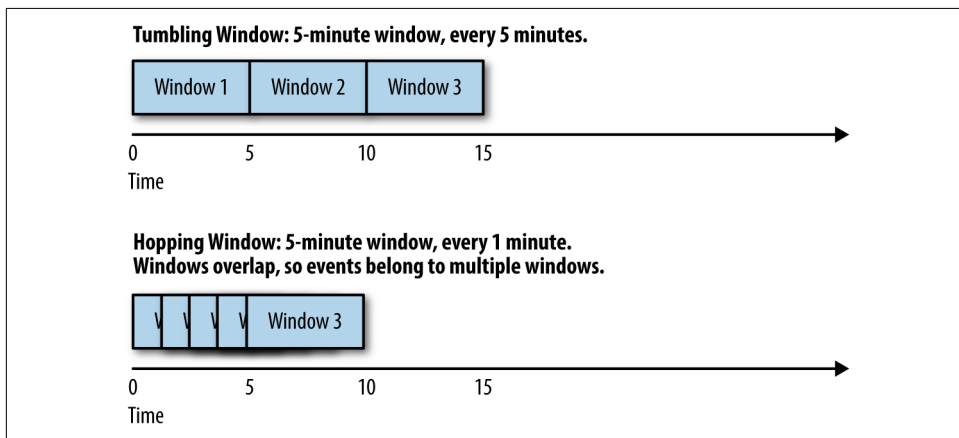 Tumbling Window: 5-minute window, every 5 minutes.
Window 1 Window 2 Window 3
0 5 10 15
Time
Hopping Window: 5-minute window, every 1 minute.
Windows overlap, so events belong to multiple windows.
Window 3
0 5 10 15
Time